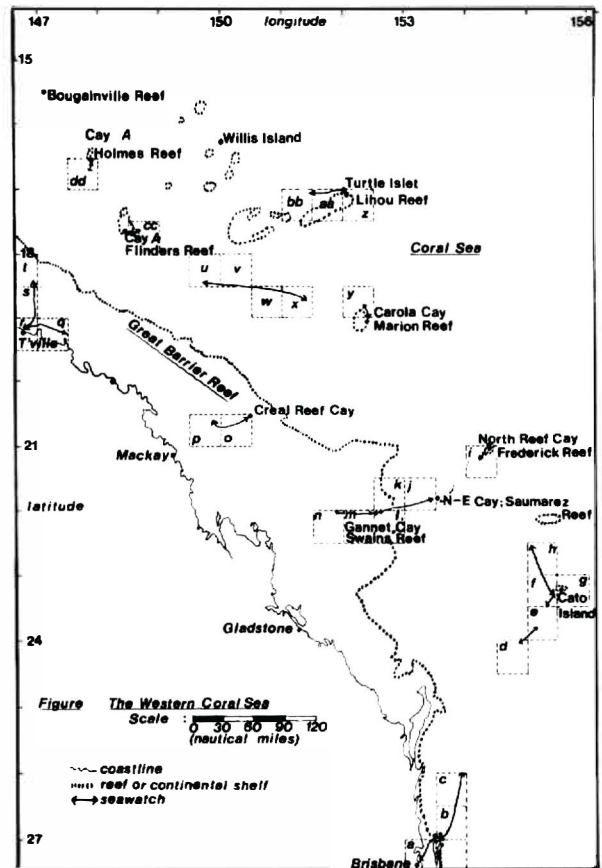 147 150 longitude 153 156
15
Bougainville Reef
Cay A
Holmes Reef
dd
Willis Island
Turtle Islet
Lihou Reef
bb aa z
cc
Cay A
Flinders Reef
Coral Sea
18
t u v
s w x y
Carola Cay
Marion Reef
r q
T'ville
Great Barrier Reef
Creal Reef Cay
p o
21
Mackay
North Reef Cay
Frederick Reef
i
k j
N-E Cay; Saumarez
Reef
latitude
n m l
Gannet Cay
Swains Reef
h
f g
Cato
Island
e
Gladstone
24
d
Figure The Western Coral Sea
Scale : 0 30 60 90 120
(nautical miles)
coastline
reef or continental shelf
seawatch
c
b
27
a
Brisbane